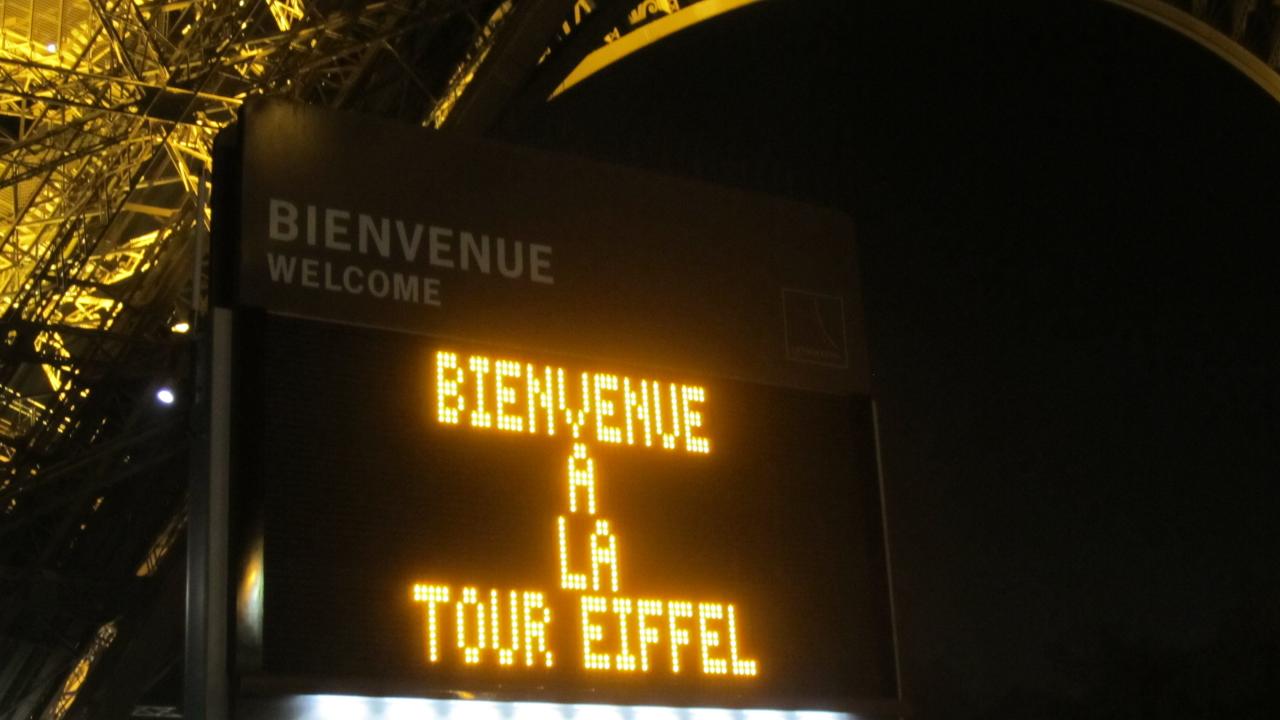 BIENVENUE
WELCOME
BIENVENUE
À
LA
TOUR EIFFEL